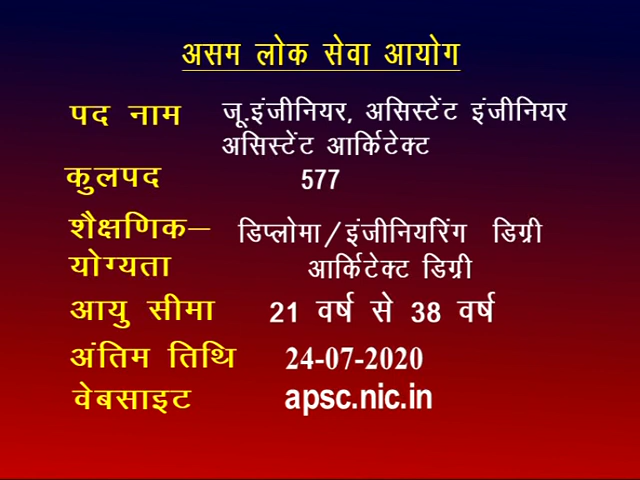 असम लोक सेवा आयोग
पद नाम जू.इंजीनियर, असिस्टेंट इंजीनियर
असिस्टेंट आर्किटेक्ट
कुलपद 577
शैक्षणिक– डिप्लोमा/इंजीनियरिंग डिग्री
योग्यता आर्किटेक्ट डिग्री
आयु सीमा 21 वर्ष से 38 वर्ष
अंतिम तिथि 24-07-2020
वेबसाइट apsc.nic.in